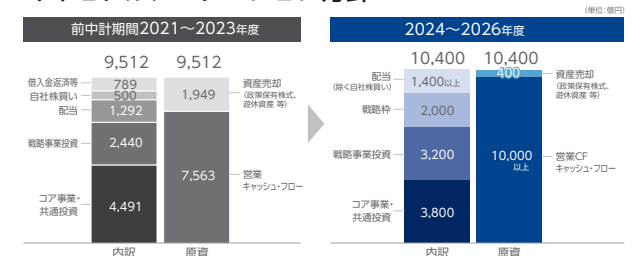 (単位:億円)
前中計期間2021〜2023年度
9,512
9,512
借入金返済等
789
自社株買い
500
配当
1,292
戦略事業投資
2,440
コア事業・
共通投資
4,491
1,949
資産売却
(政策保有株式、
遊休資産 等)
7,563
営業
キャッシュ・フロー
内訳
原資
2024〜2026年度
10,400
10,400
配当
(除く自社株買い)
1,400以上
戦略枠
2,000
戦略事業投資
3,200
コア事業・
共通投資
3,800
400
資産売却
(政策保有株式、
遊休資産 等)
10,000
以上
営業CF
キャッシュ・フロー
内訳
原資